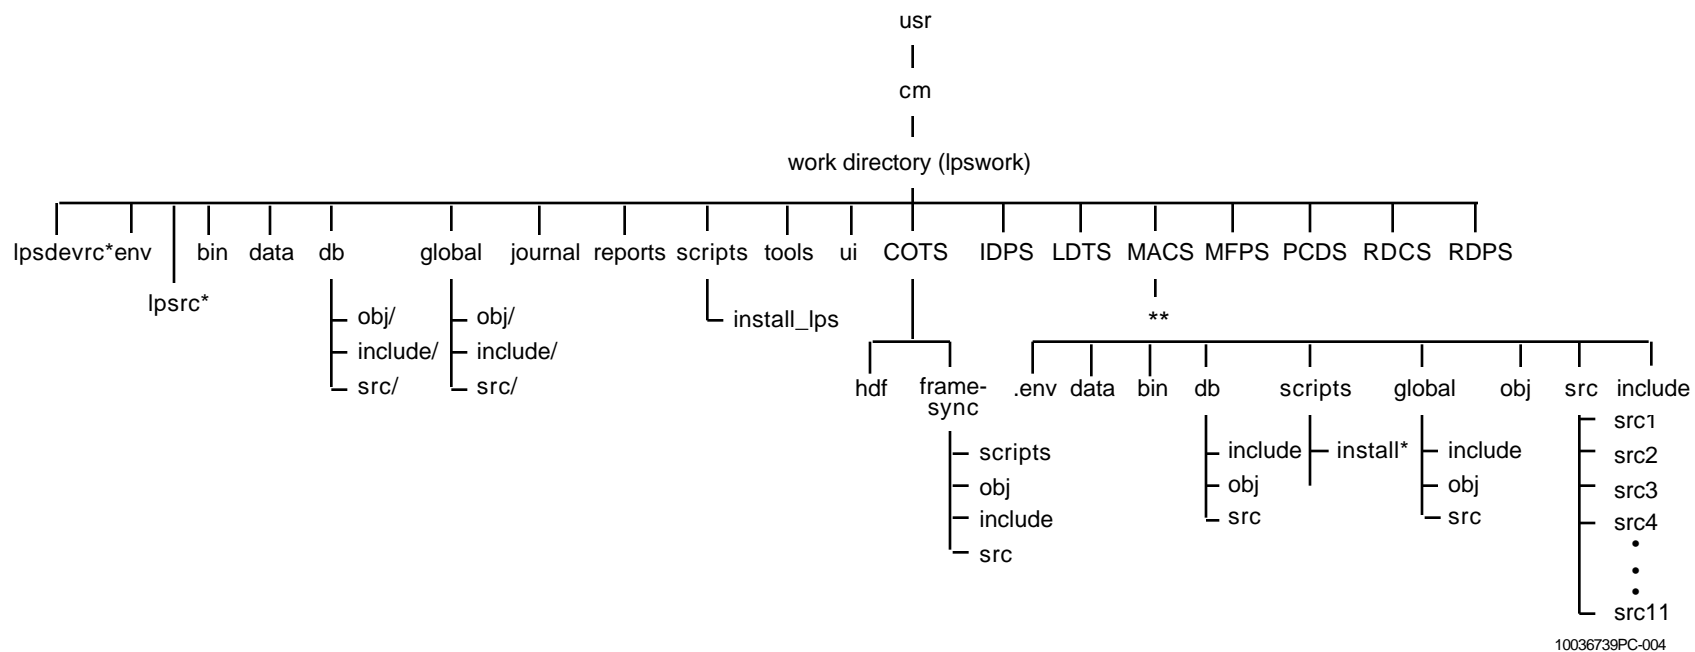 usr
cm
work directory (lpswork)
lpsdevrc* env bin data db global journal reports scripts tools ui COTS IDPS LDTS MACS MFPS PCDS RDCS RDPS
lpsrc*
obj/ obj/ install_lps **
include/ include/
src/ src/
hdf frame- .env data bin db scripts global obj src include
sync
src1
scripts include install* include src2
obj obj obj src3
include src src src4
src
•
•
•
src11
10036739PC-004